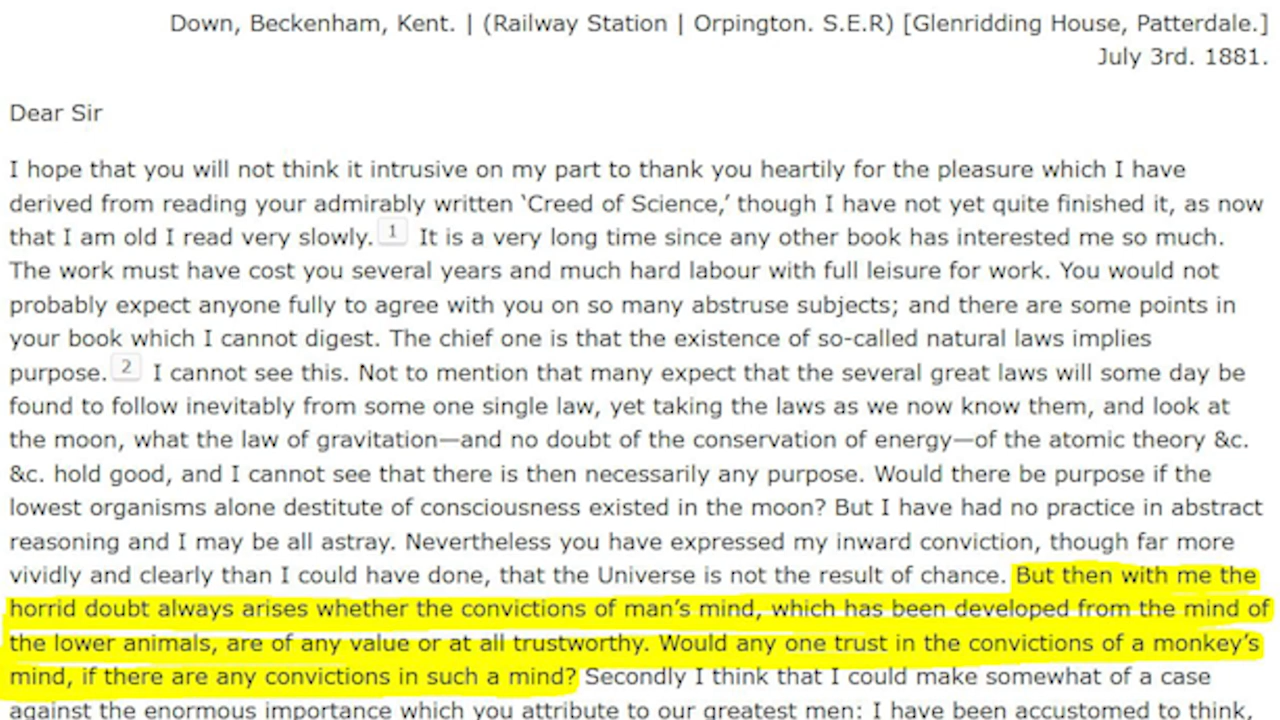 Down, Beckenham, Kent. | (Railway Station | Orpington. S.E.R) [Glenridding House, Patterdale.]
July 3rd. 1881.
Dear Sir
I hope that you will not think it intrusive on my part to thank you heartily for the pleasure which I have
derived from reading your admirably written ‘Creed of Science,’ though I have not yet quite finished it, as now
that I am old I read very slowly. 1 It is a very long time since any other book has interested me so much.
The work must have cost you several years and much hard labour with full leisure for work. You would not
probably expect anyone fully to agree with you on so many abstruse subjects; and there are some points in
your book which I cannot digest. The chief one is that the existence of so-called natural laws implies
purpose. 2 I cannot see this. Not to mention that many expect that the several great laws will some day be
found to follow inevitably from some one single law, yet taking the laws as we now know them, and look at
the moon, what the law of gravitation—and no doubt of the conservation of energy—of the atomic theory &c.
&c. hold good, and I cannot see that there is then necessarily any purpose. Would there be purpose if the
lowest organisms alone destitute of consciousness existed in the moon? But I have had no practice in abstract
reasoning and I may be all astray. Nevertheless you have expressed my inward conviction, though far more
vividly and clearly than I could have done, that the Universe is not the result of chance. But then with me the
horrid doubt always arises whether the convictions of man’s mind, which has been developed from the mind of
the lower animals, are of any value or at all trustworthy. Would any one trust in the convictions of a monkey’s
mind, if there are any convictions in such a mind? Secondly I think that I could make somewhat of a case
against the enormous importance which you attribute to our greatest men: I have been accustomed to think,